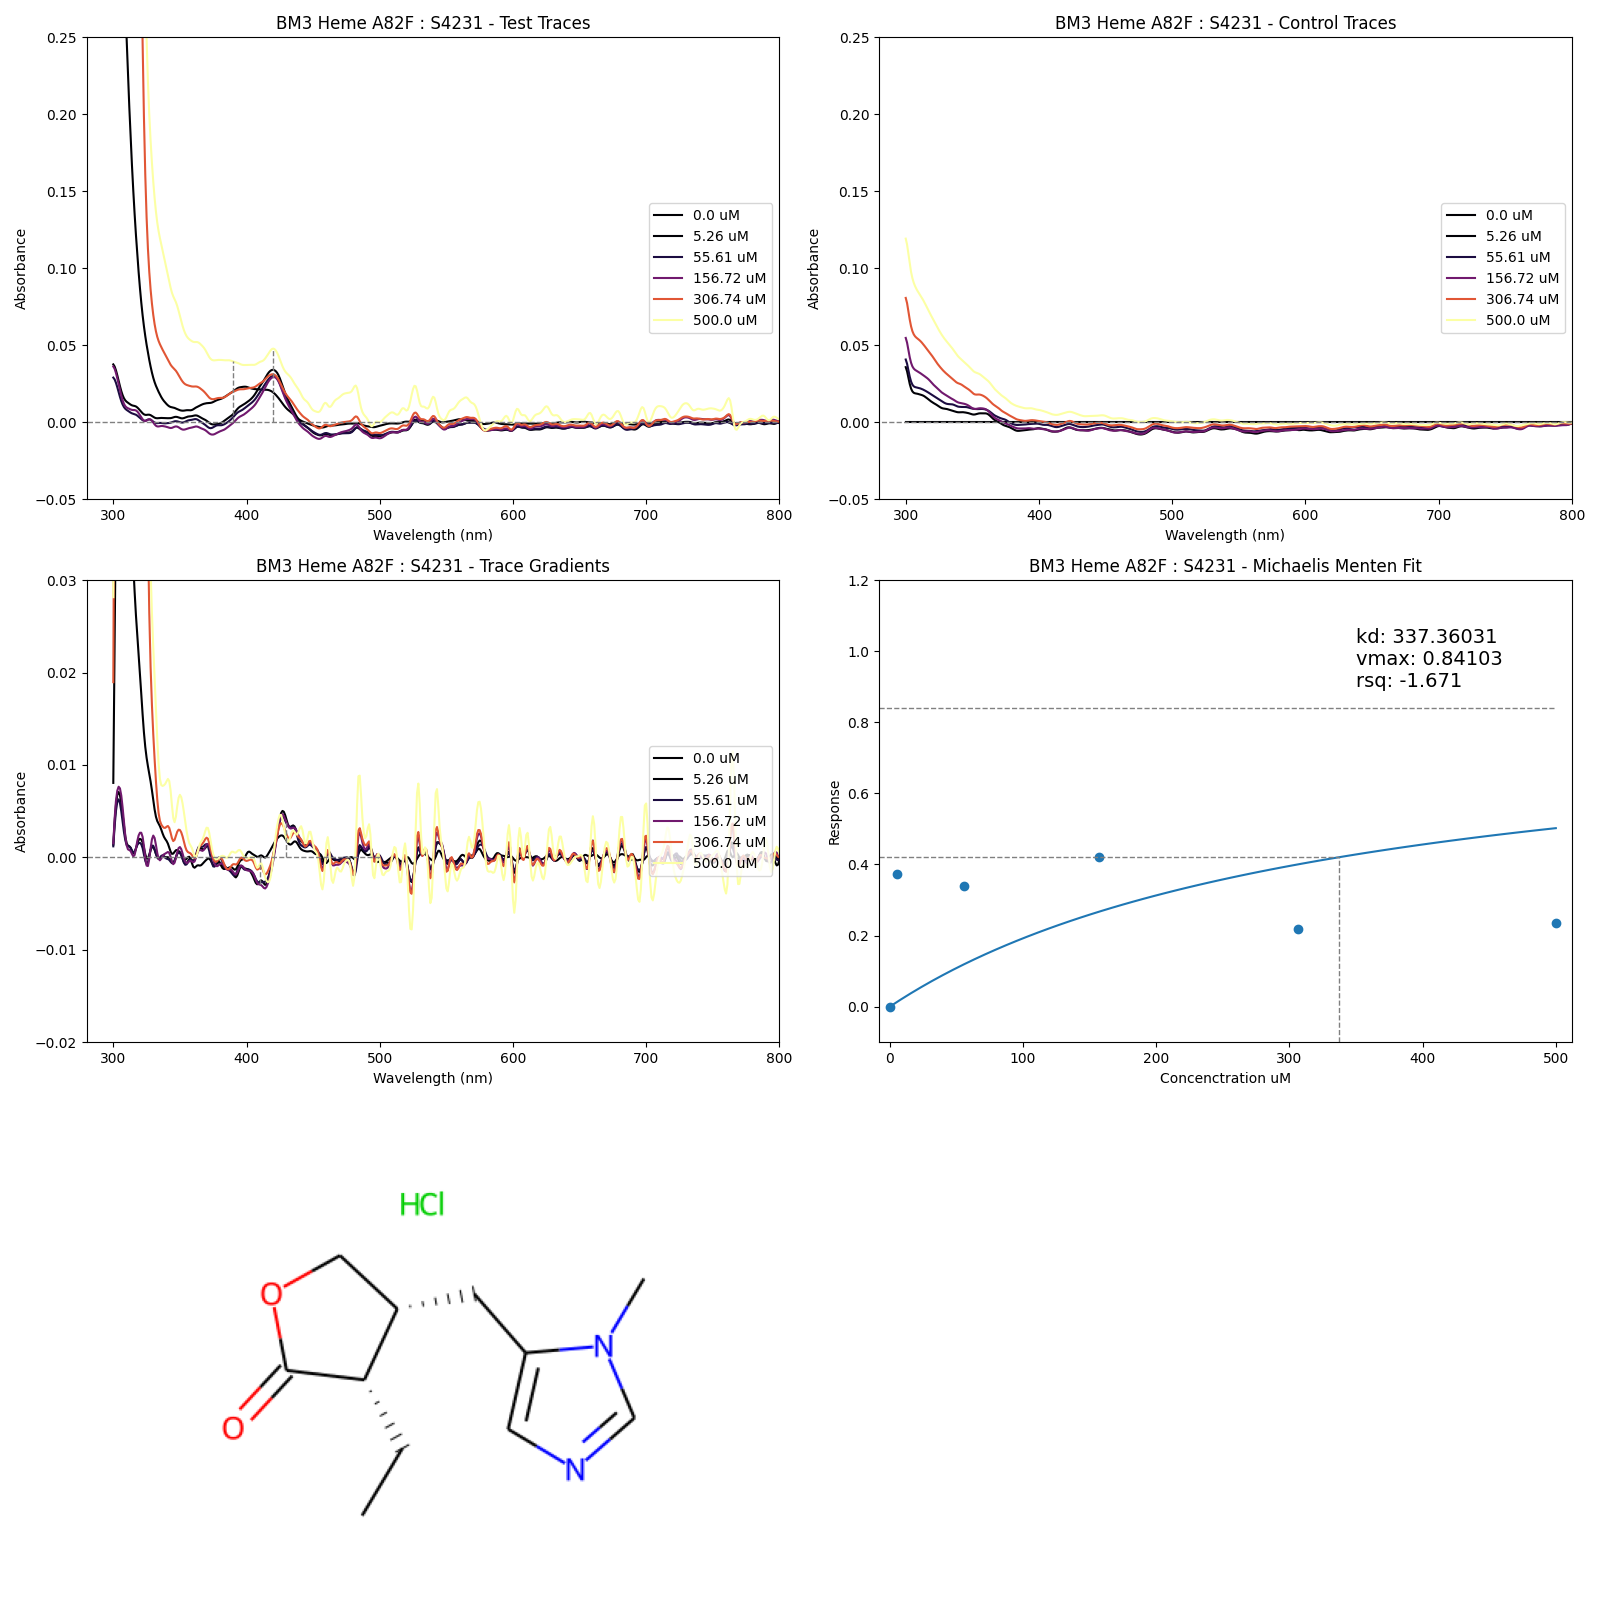 BM3 Heme A82F : S4231 - Test Traces
Absorbance
0.25
0.20
0.15
0.10
0.05
0.00
−0.05
300 400 500 600 700 800
Wavelength (nm)
0.0 uM
5.26 uM
55.61 uM
156.72 uM
306.74 uM
500.0 uM
BM3 Heme A82F : S4231 - Control Traces
Absorbance
0.25
0.20
0.15
0.10
0.05
0.00
−0.05
300 400 500 600 700 800
Wavelength (nm)
0.0 uM
5.26 uM
55.61 uM
156.72 uM
306.74 uM
500.0 uM
BM3 Heme A82F : S4231 - Trace Gradients
Absorbance
0.03
0.02
0.01
0.00
−0.01
−0.02
300 400 500 600 700 800
Wavelength (nm)
0.0 uM
5.26 uM
55.61 uM
156.72 uM
306.74 uM
500.0 uM
BM3 Heme A82F : S4231 - Michaelis Menten Fit
Response
1.2
1.0
0.8
0.6
0.4
0.2
0.0
0 100 200 300 400 500
Concenctration uM
kd: 337.36031
vmax: 0.84103
rsq: -1.671
HCl
O
O
N
N